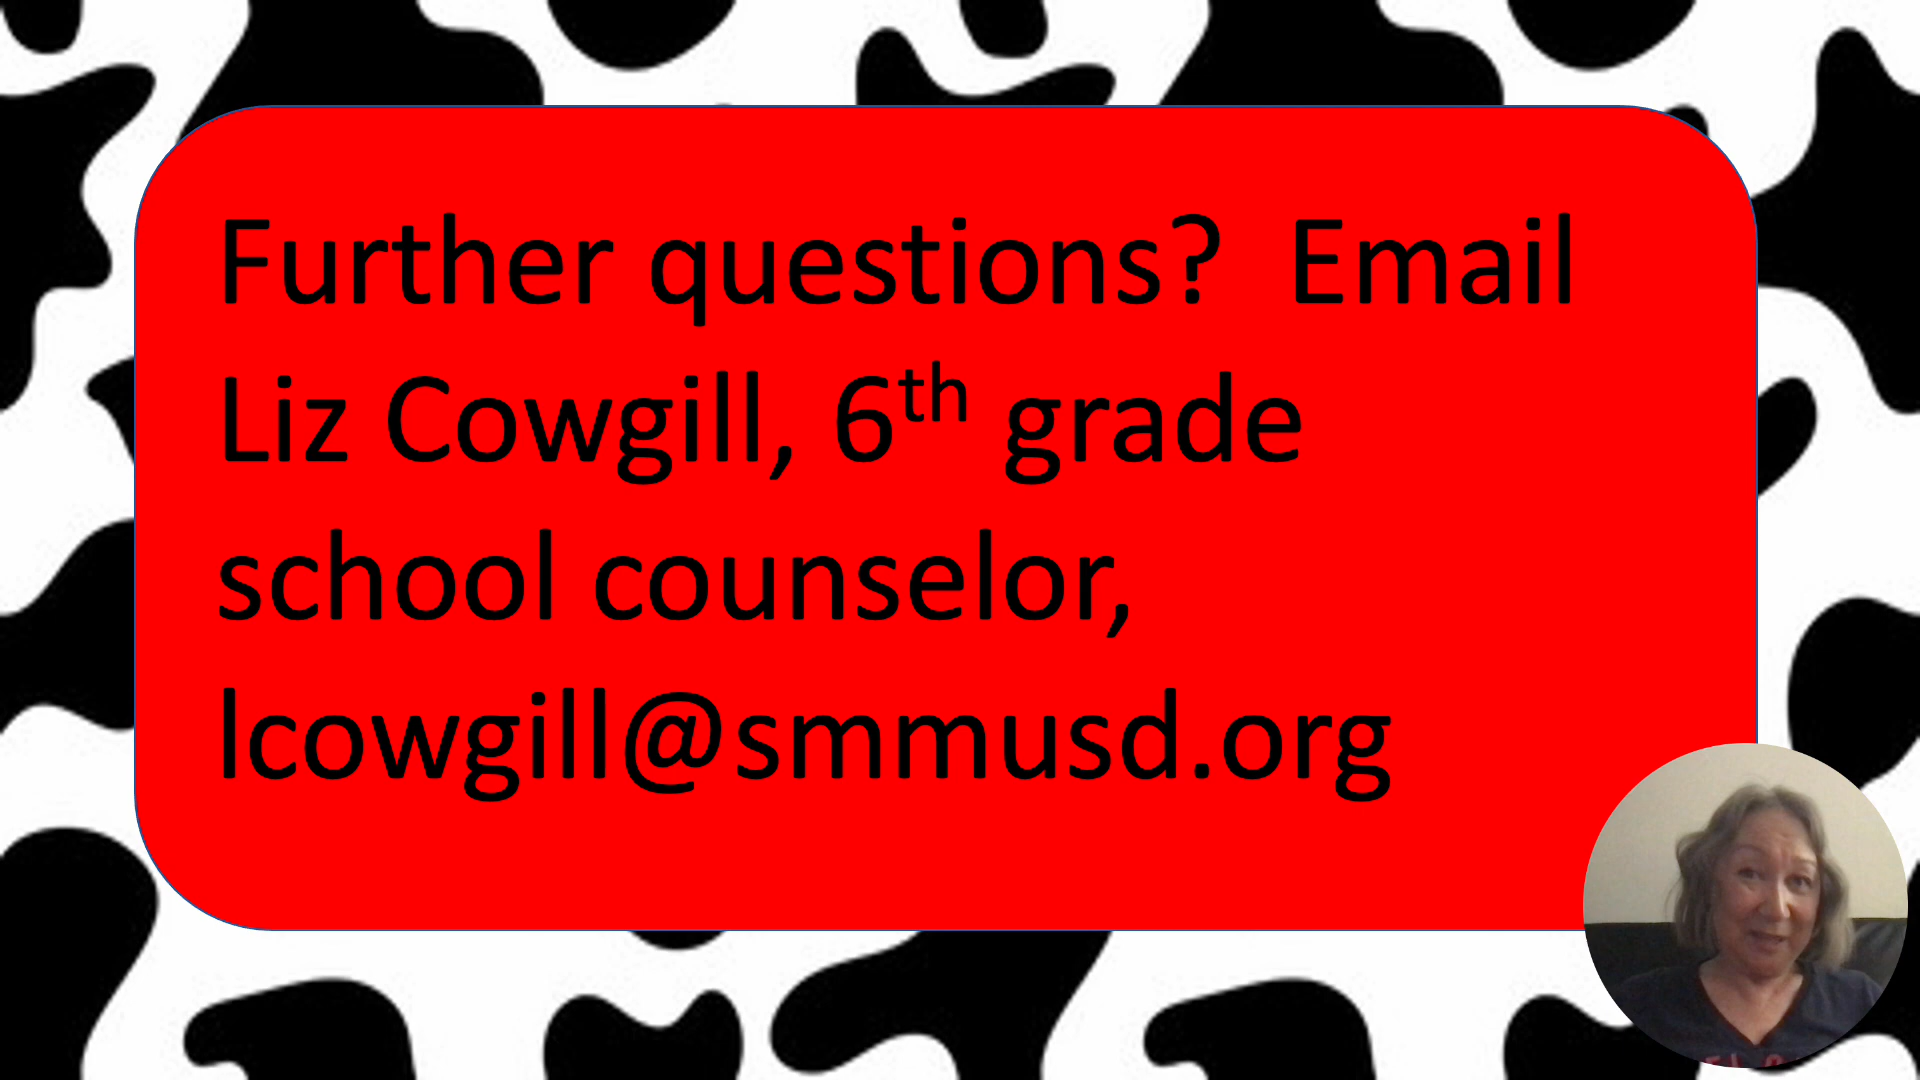 Further questions?  Email
Liz Cowgill, 6th grade
school counselor,
lcowgill@smmusd.org